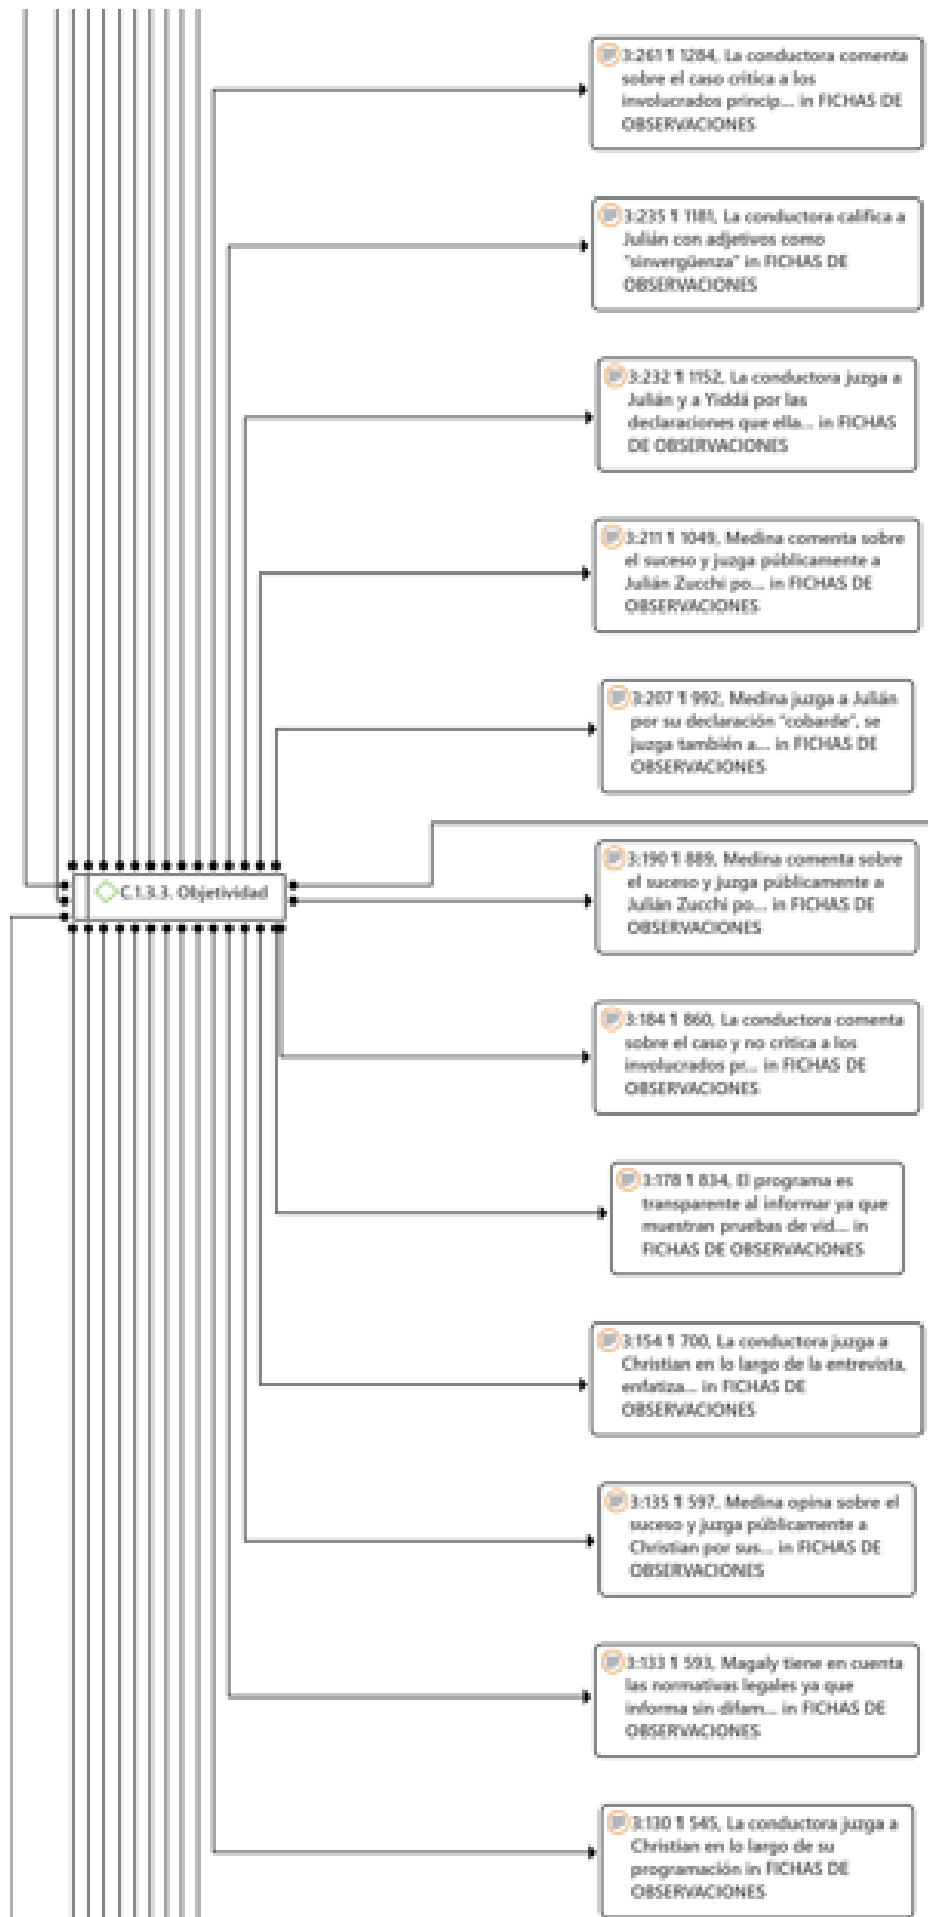 3:261 ¶ 1284, La conductora comenta
sobre el caso critica a los
involucrados princip... in FICHAS DE
OBSERVACIONES
3:235 ¶ 1181, La conductora califica a
Julián con adjetivos como
"sinvergüenza" in FICHAS DE
OBSERVACIONES
3:232 ¶ 1152, La conductora juzga a
Julián y a Yiddá por las
declaraciones que ella... in FICHAS
DE OBSERVACIONES
3:211 ¶ 1049, Medina comenta sobre
el suceso y juzga públicamente a
Julián Zucchi po... in FICHAS DE
OBSERVACIONES
3:207 ¶ 992, Medina juzga a Julián
por su declaración "cobarde", se
juzga también a... in FICHAS DE
OBSERVACIONES
C.1.3.3. Objetividad
3:190 ¶ 889, Medina comenta sobre
el suceso y juzga públicamente a
Julián Zucchi po... in FICHAS DE
OBSERVACIONES
3:184 ¶ 860, La conductora comenta
sobre el caso y no critica a los
involucrados pr... in FICHAS DE
OBSERVACIONES
3:178 ¶ 834, El programa es
transparente al informar ya que
muestran pruebas de vid... in
FICHAS DE OBSERVACIONES
3:154 ¶ 700, La conductora juzga a
Christian en lo largo de la entrevista,
enfatiza... in FICHAS DE
OBSERVACIONES
3:135 ¶ 597, Medina opina sobre el
suceso y juzga públicamente a
Christian por sus... in FICHAS DE
OBSERVACIONES
3:133 ¶ 593, Magaly tiene en cuenta
las normativas legales ya que
informa sin difam... in FICHAS DE
OBSERVACIONES
3:130 ¶ 545, La conductora juzga a
Christian en lo largo de su
programación in FICHAS DE
OBSERVACIONES